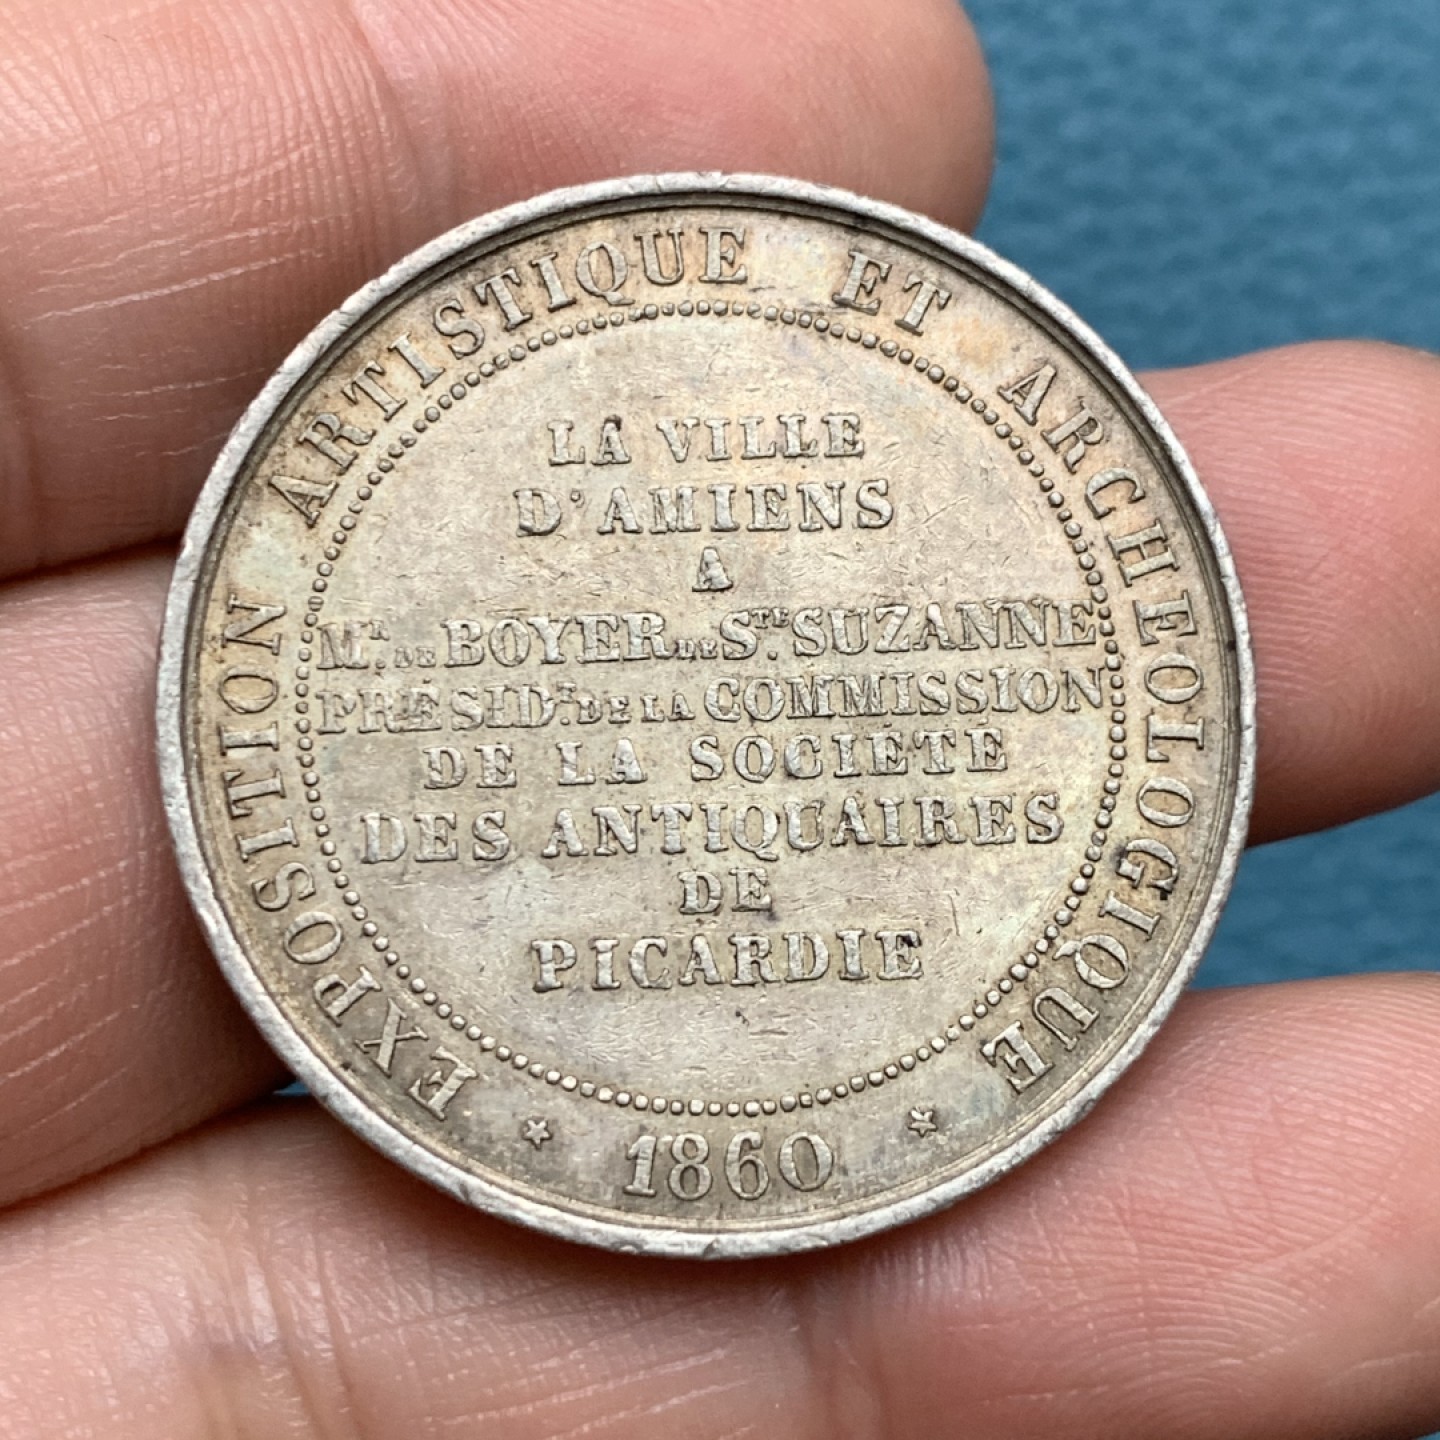 EXPOSITION ARTISTIQUE ET ARCHEOLOGIQUE
LA VILLE
D'AMIENS
A
MR. DE BOYER DE STE. SUZANNE
PRÉSIDT. DE LA COMMISSION
DE LA SOCIÉTÉ
DES ANTIQUAIRES
DE
PICARDIE
* 1860 *